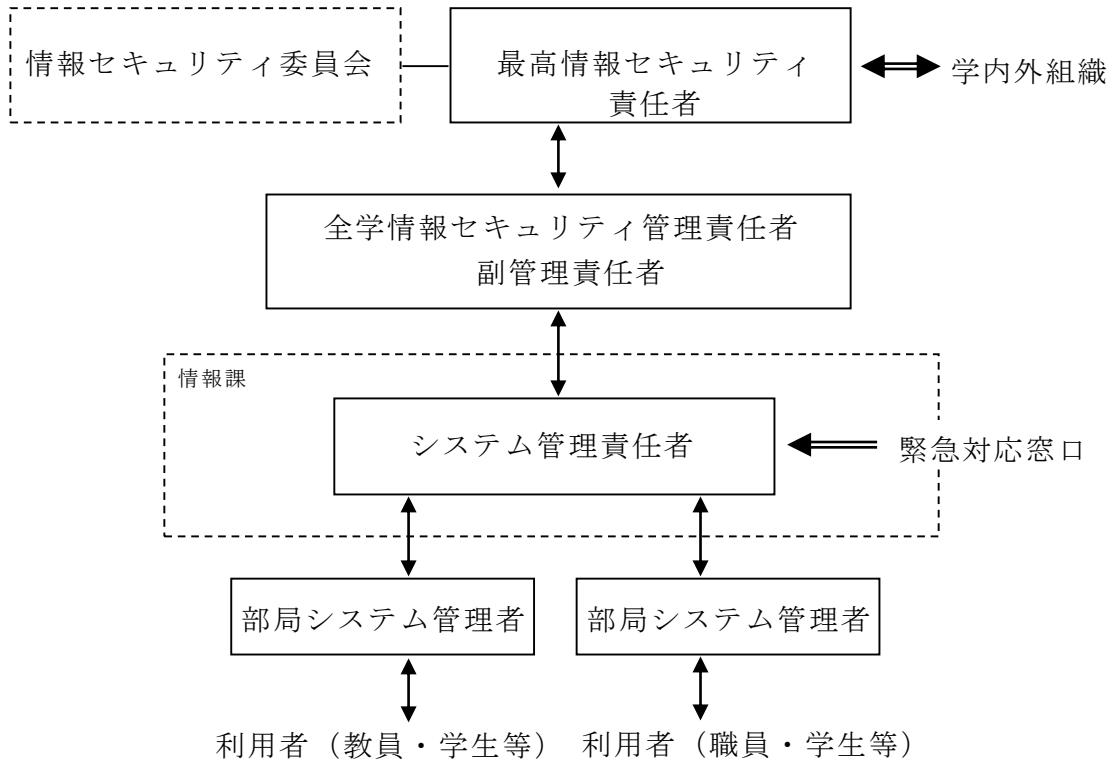 情報セキュリティ委員会
最高情報セキュリティ
責任者
学内外組織
全学情報セキュリティ管理責任者
副管理責任者
情報課
システム管理責任者
緊急対応窓口
部局システム管理者
部局システム管理者
利用者（教員・学生等）
利用者（職員・学生等）